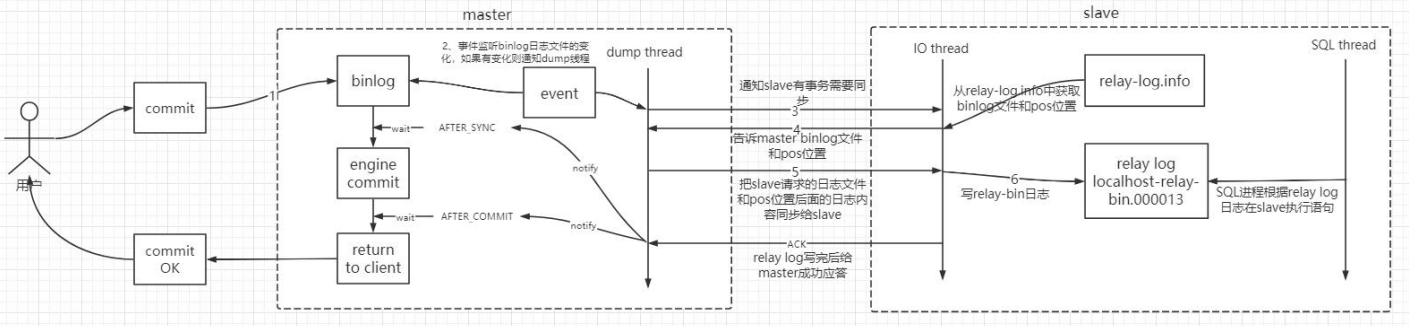 master
slave
2、事件监听binlog日志文件的变
化，如果有变化则通知dump线程
dump thread
IO thread
SQL thread
binlog
event
commit
1
通知slave有事务需要同
步
3
从relay-log.info中获取
binlog文件和pos位置
relay-log.info
wait
AFTER_SYNC
4
告诉master binlog文件
和pos位置
用户
engine
commit
notify
5
把slave请求的日志文件
和pos位置后面的日志内
容同步给slave
6
写relay-bin日志
relay log
localhost-relay-
bin.000013
SQL进程根据relay log
日志在slave执行语句
wait
AFTER_COMMIT
notify
commit
OK
return
to client
ACK
relay log写完后给
master成功应答